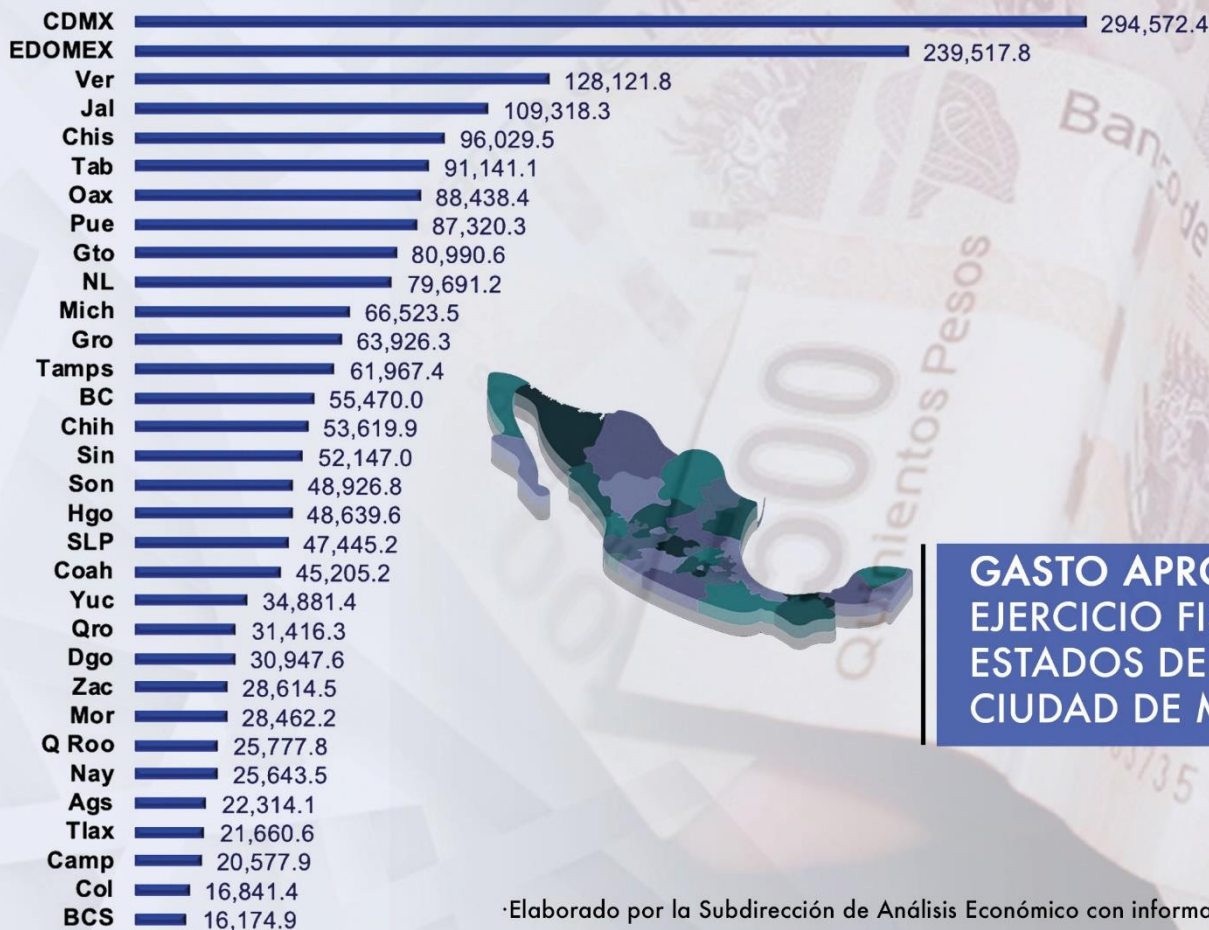 CDMX 294,572.4
EDOMEX 239,517.8
Ver 128,121.8
Jal 109,318.3
Chis 96,029.5
Tab 91,141.1
Oax 88,438.4
Pue 87,320.3
Gto 80,990.6
NL 79,691.2
Mich 66,523.5
Gro 63,926.3
Tamps 61,967.4
BC 55,470.0
Chih 53,619.9
Sin 52,147.0
Son 48,926.8
Hgo 48,639.6
SLP 47,445.2
Coah 45,205.2
Yuc 34,881.4
Qro 31,416.3
Dgo 30,947.6
Zac 28,614.5
Mor 28,462.2
Q Roo 25,777.8
Nay 25,643.5
Ags 22,314.1
Tlax 21,660.6
Camp 20,577.9
Col 16,841.4
BCS 16,174.9
Banco de
500
Quinientos Pesos
GASTO APRO
EJERCICIO FI
ESTADOS DE
CIUDAD DE M
·Elaborado por la Subdirección de Análisis Económico con informa